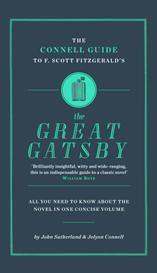 THE
CONNELL GUIDE
TO F. SCOTT FITZGERALD'S
the
GREAT
GATSBY
'Brilliantly insightful, witty and wide-ranging,
this is an indispensable guide to a classic novel'
WILLIAM BOYD
ALL YOU NEED TO KNOW ABOUT THE
NOVEL IN ONE CONCISE VOLUME
by John Sutherland & Jolyon Connell